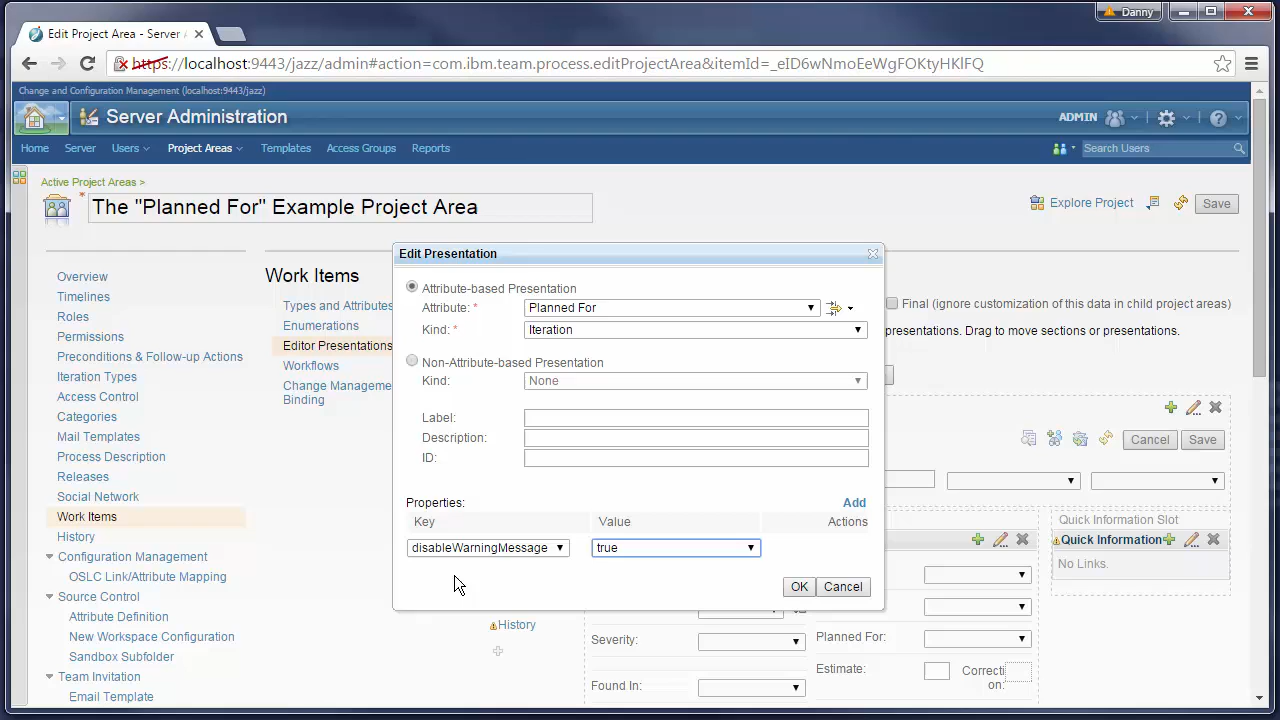 Danny
Edit Project Area - Server
https://localhost:9443/jazz/admin#action=com.ibm.team.process.editProjectArea&itemId=_eID6wNmoEeWgFOKtyHKlFQ
Change and Configuration Management (localhost:9443/jazz)
Server Administration
ADMIN
Home Server Users Project Areas Templates Access Groups Reports
Search Users
Active Project Areas >
* The "Planned For" Example Project Area
Explore Project
Save
Overview
Timelines
Roles
Permissions
Preconditions & Follow-up Actions
Iteration Types
Access Control
Categories
Mail Templates
Process Description
Releases
Social Network
Work Items
History
Configuration Management
OSLC Link/Attribute Mapping
Source Control
Attribute Definition
New Workspace Configuration
Sandbox Subfolder
Team Invitation
Email Template
Work Items
Types and Attributes
Enumerations
Editor Presentations
Workflows
Change Manageme
Binding
Final (ignore customization of this data in child project areas)
presentations. Drag to move sections or presentations.
Edit Presentation
Attribute-based Presentation
Attribute: * Planned For
Kind: * Iteration
Non-Attribute-based Presentation
Kind: None
Label:
Description:
ID:
Properties: Add
Key Value Actions
disableWarningMessage true
OK Cancel
Cancel Save
Quick Information Slot
Quick Information
No Links.
History
Severity:
Planned For:
Estimate:
Correcti
on:
Found In: